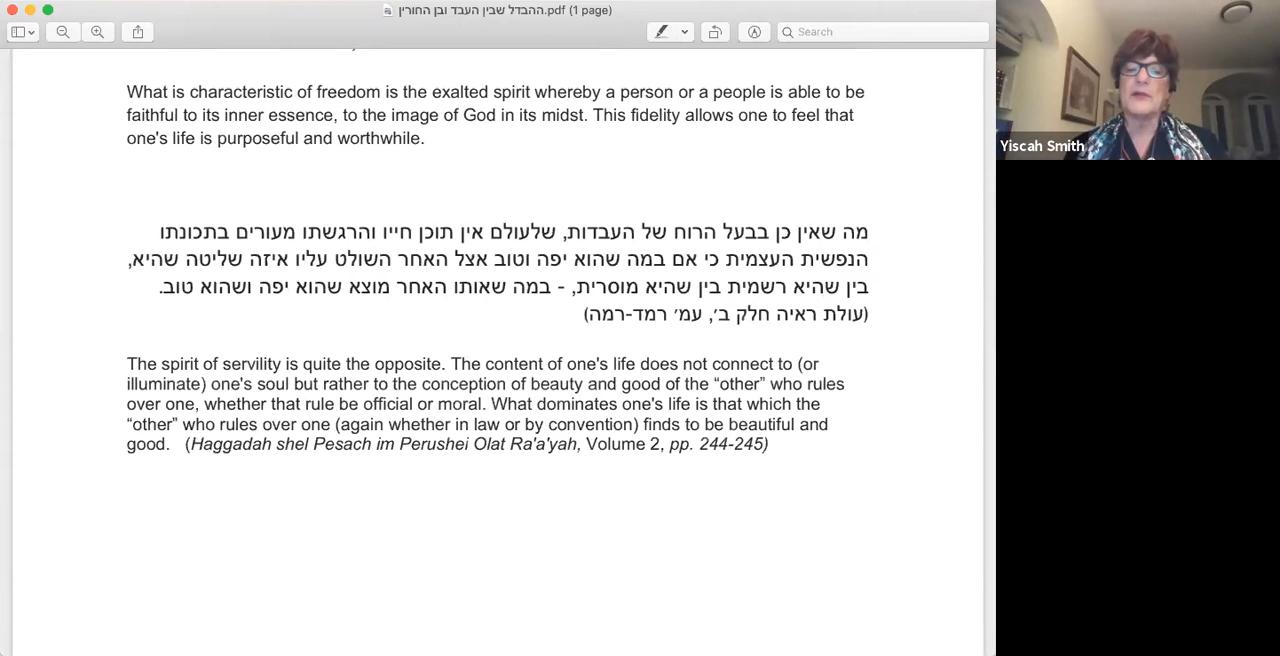 ההבדל שבין העבד ובן החורין.pdf (1 page)
Search
What is characteristic of freedom is the exalted spirit whereby a person or a people is able to be
faithful to its inner essence, to the image of God in its midst. This fidelity allows one to feel that
one's life is purposeful and worthwhile.
מה שאין כן בבעל הרוח של העבדות, שלעולם אין תוכן חייו והרגשתו מעורים בתכונתו
הנפשית העצמית כי אם במה שהוא יפה וטוב אצל האחר השולט עליו איזה שליטה שהיא,
בין שהיא רשמית בין שהיא מוסרית, - במה שאותו האחר מוצא שהוא יפה ושהוא טוב.
(עולת ראיה חלק ב׳, עמ׳ רמד-רמה)
The spirit of servility is quite the opposite. The content of one's life does not connect to (or
illuminate) one's soul but rather to the conception of beauty and good of the “other” who rules
over one, whether that rule be official or moral. What dominates one's life is that which the
“other” who rules over one (again whether in law or by convention) finds to be beautiful and
good. (Haggadah shel Pesach im Perushei Olat Ra'a'yah, Volume 2, pp. 244-245)
Yiscah Smith